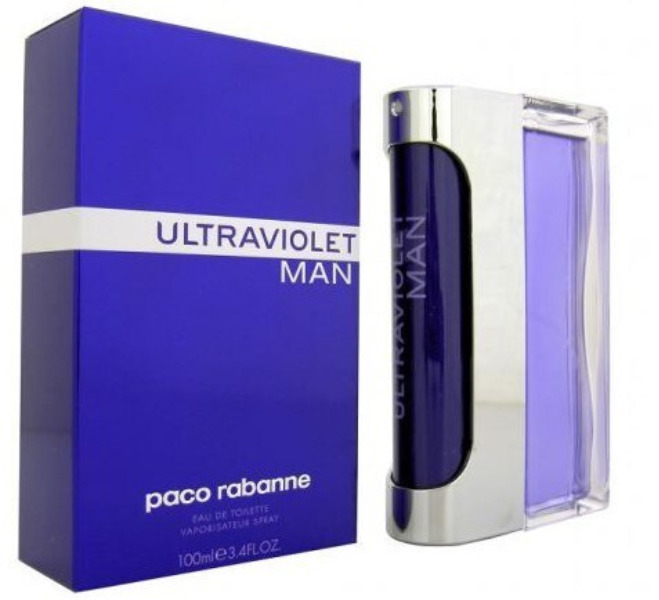 ULTRAVIOLET
MAN
paco rabanne
EAU DE TOILETTE
VAPORISATEUR SPRAY
100ml℮3.4FL.OZ.
ULTRAVIOLET
MAN